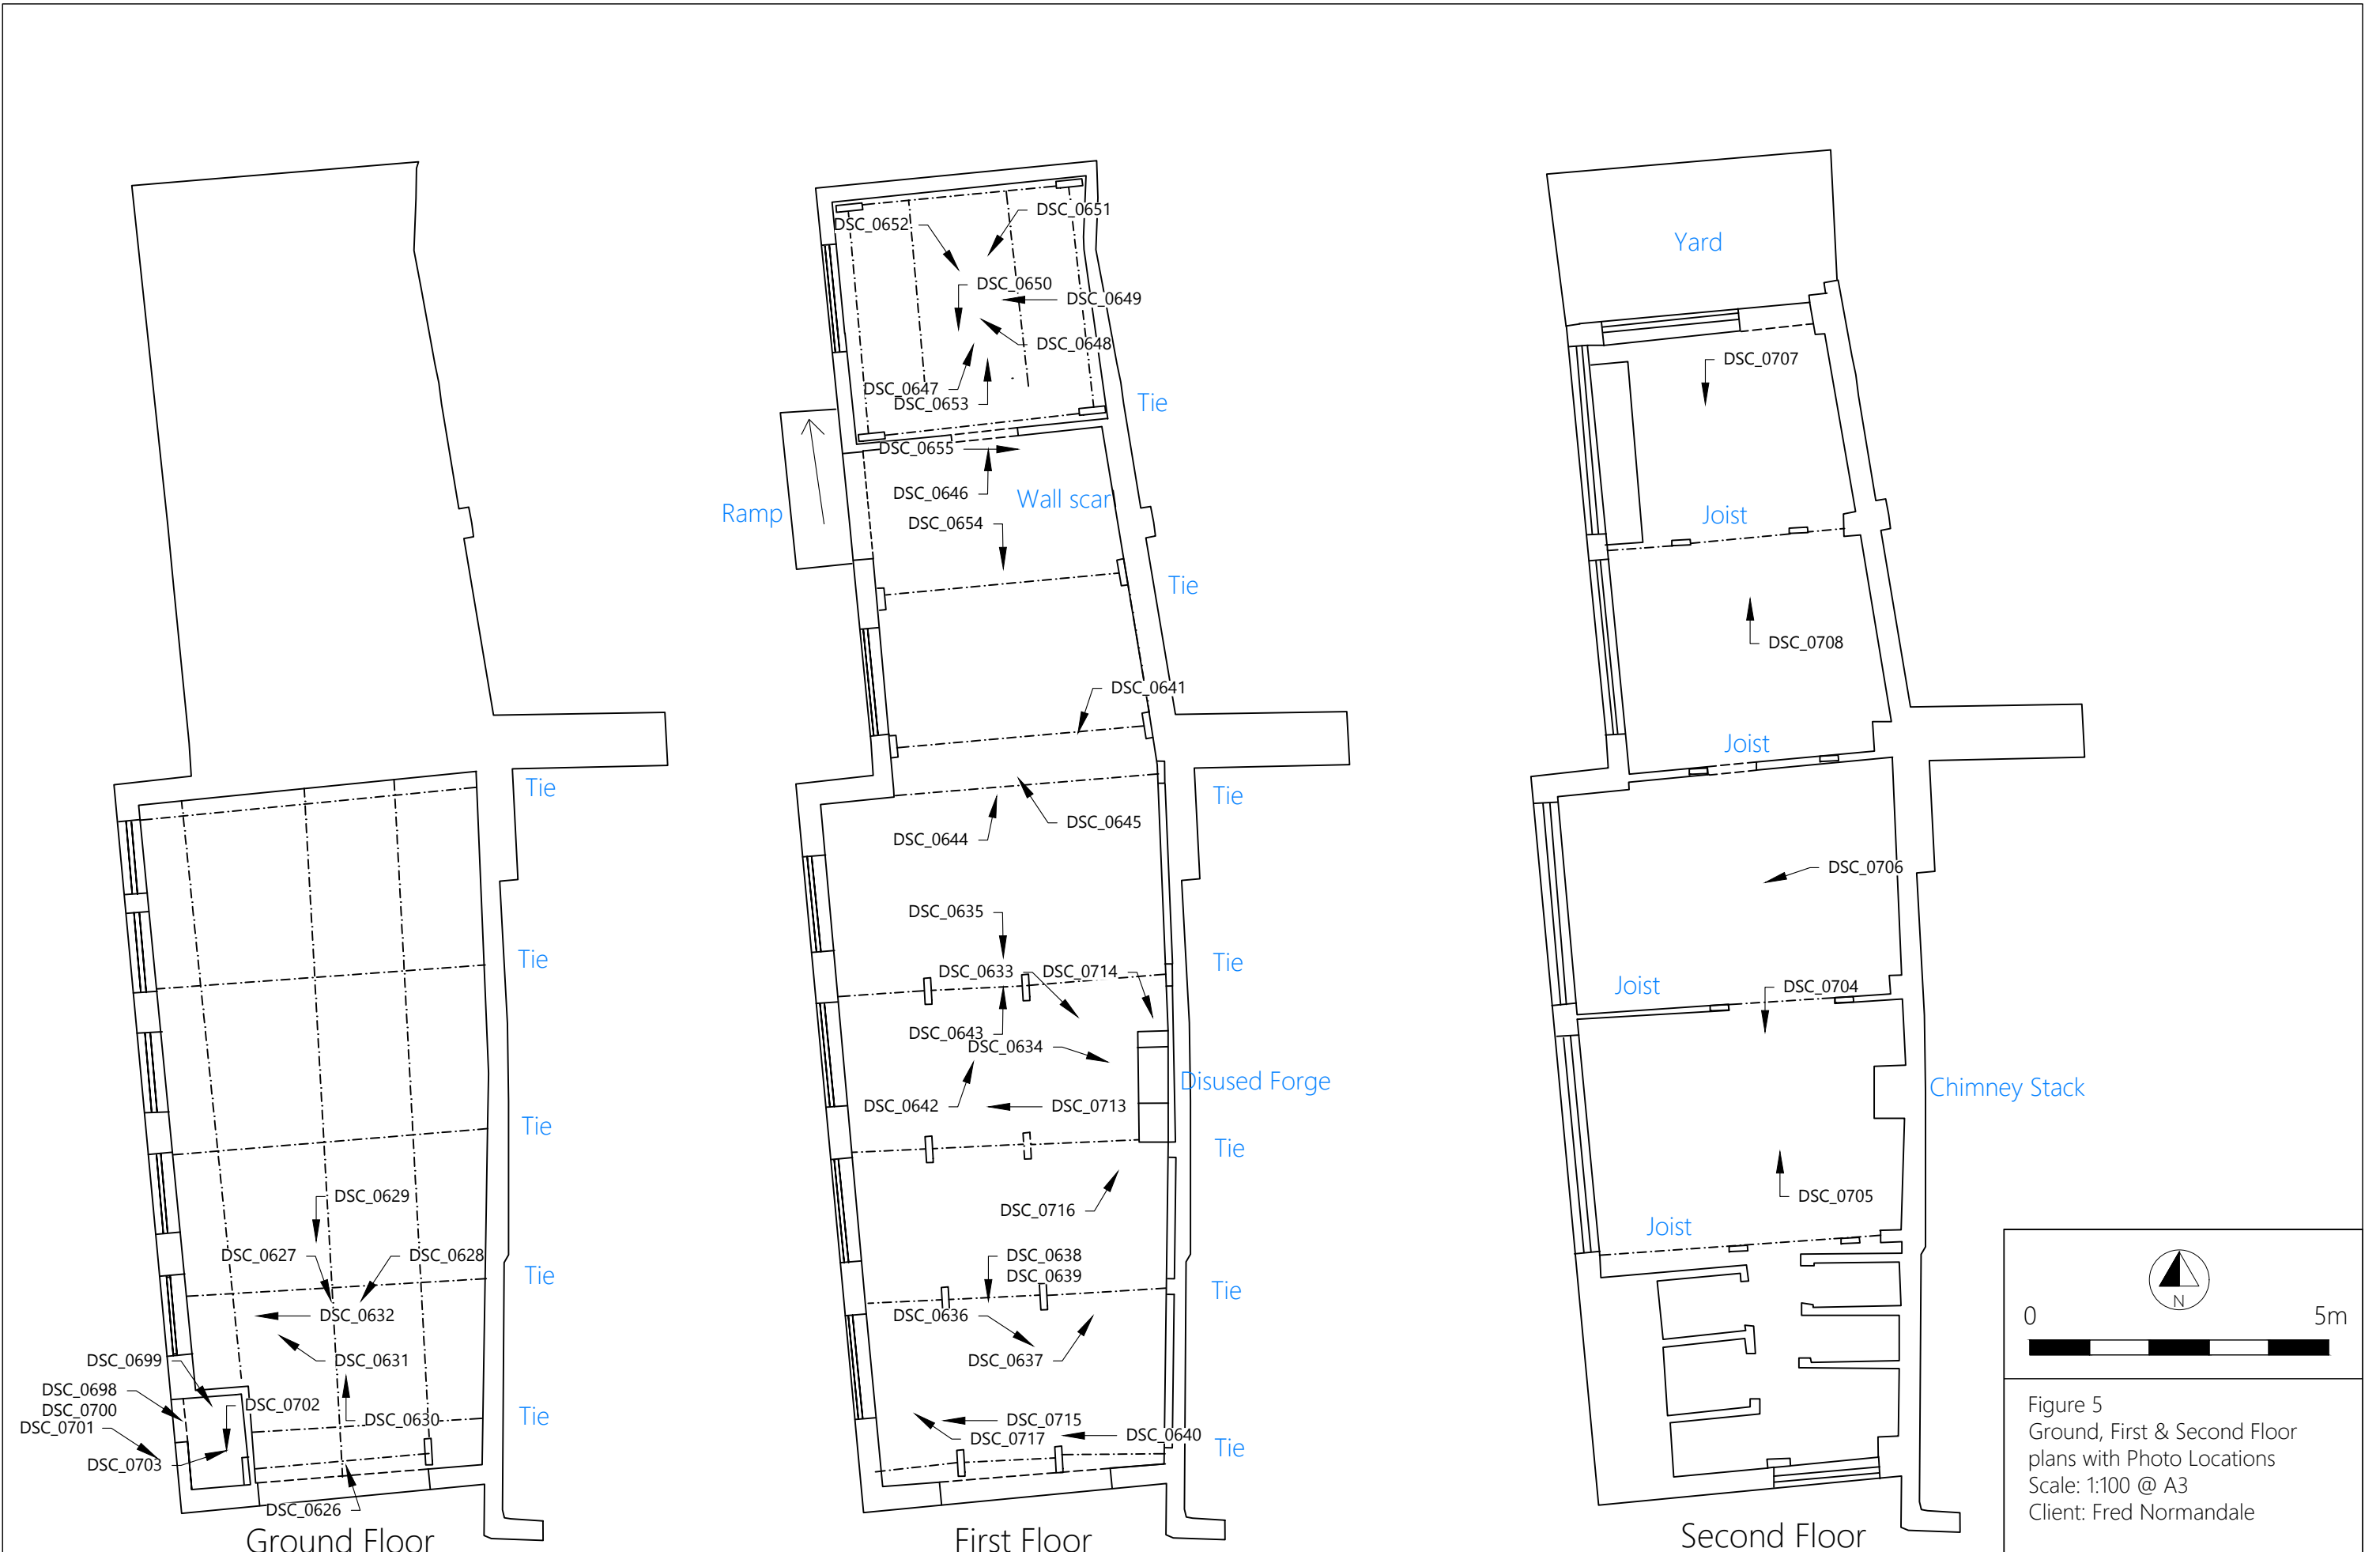 DSC_0699
DSC_0698
DSC_0700
DSC_0701
DSC_0703
DSC_0702
DSC_0627
DSC_0629
DSC_0628
DSC_0632
DSC_0631
DSC_0630
DSC_0626
Tie
Tie
Tie
Tie
Tie
Ground Floor
DSC_0652
DSC_0651
DSC_0650
DSC_0649
DSC_0648
DSC_0647
DSC_0653
Tie
DSC_0655
DSC_0646
Wall scar
Ramp
DSC_0654
Tie
DSC_0641
Tie
DSC_0645
DSC_0644
DSC_0635
Tie
DSC_0633
DSC_0714
DSC_0643
DSC_0634
Disused Forge
DSC_0642
DSC_0713
Tie
DSC_0716
DSC_0638
DSC_0639
Tie
DSC_0636
DSC_0637
DSC_0715
DSC_0717
DSC_0640
Tie
First Floor
Yard
DSC_0707
Joist
DSC_0708
Joist
DSC_0706
Joist
DSC_0704
Chimney Stack
DSC_0705
Joist
Second Floor
N
0
5m
Figure 5
Ground, First & Second Floor
plans with Photo Locations
Scale: 1:100 @ A3
Client: Fred Normandale